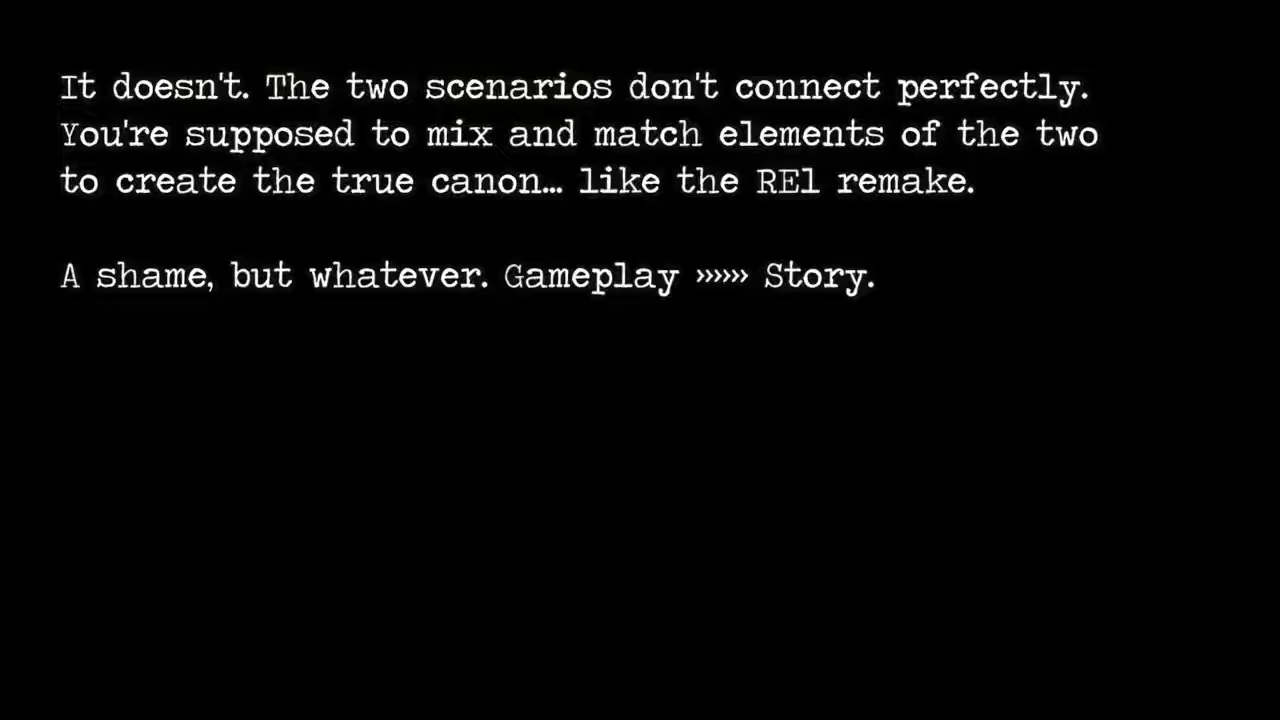 It doesn't. The two scenarios don't connect perfectly.
You're supposed to mix and match elements of the two
to create the true canon... like the RE1 remake.
A shame, but whatever. Gameplay »»»» Story.